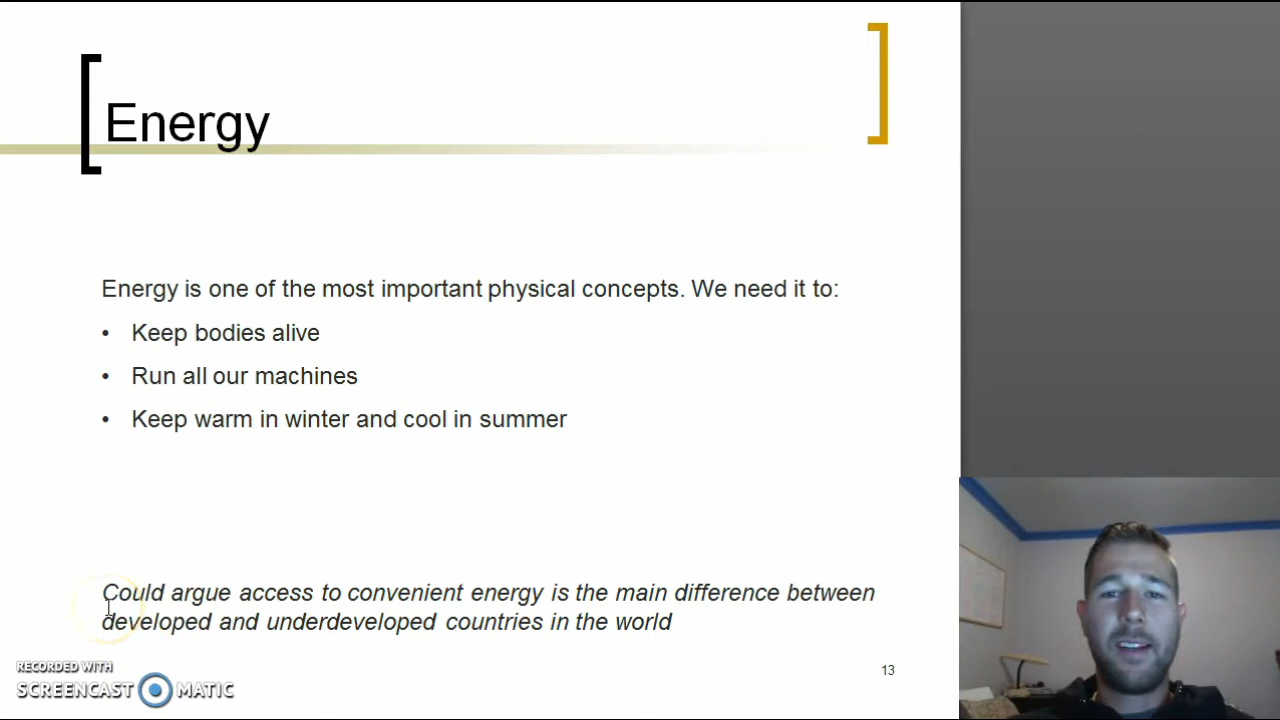 Energy
Energy is one of the most important physical concepts. We need it to:
• Keep bodies alive
• Run all our machines
• Keep warm in winter and cool in summer
Could argue access to convenient energy is the main difference between
developed and underdeveloped countries in the world
13
RECORDED WITH
SCREENCAST MATIC